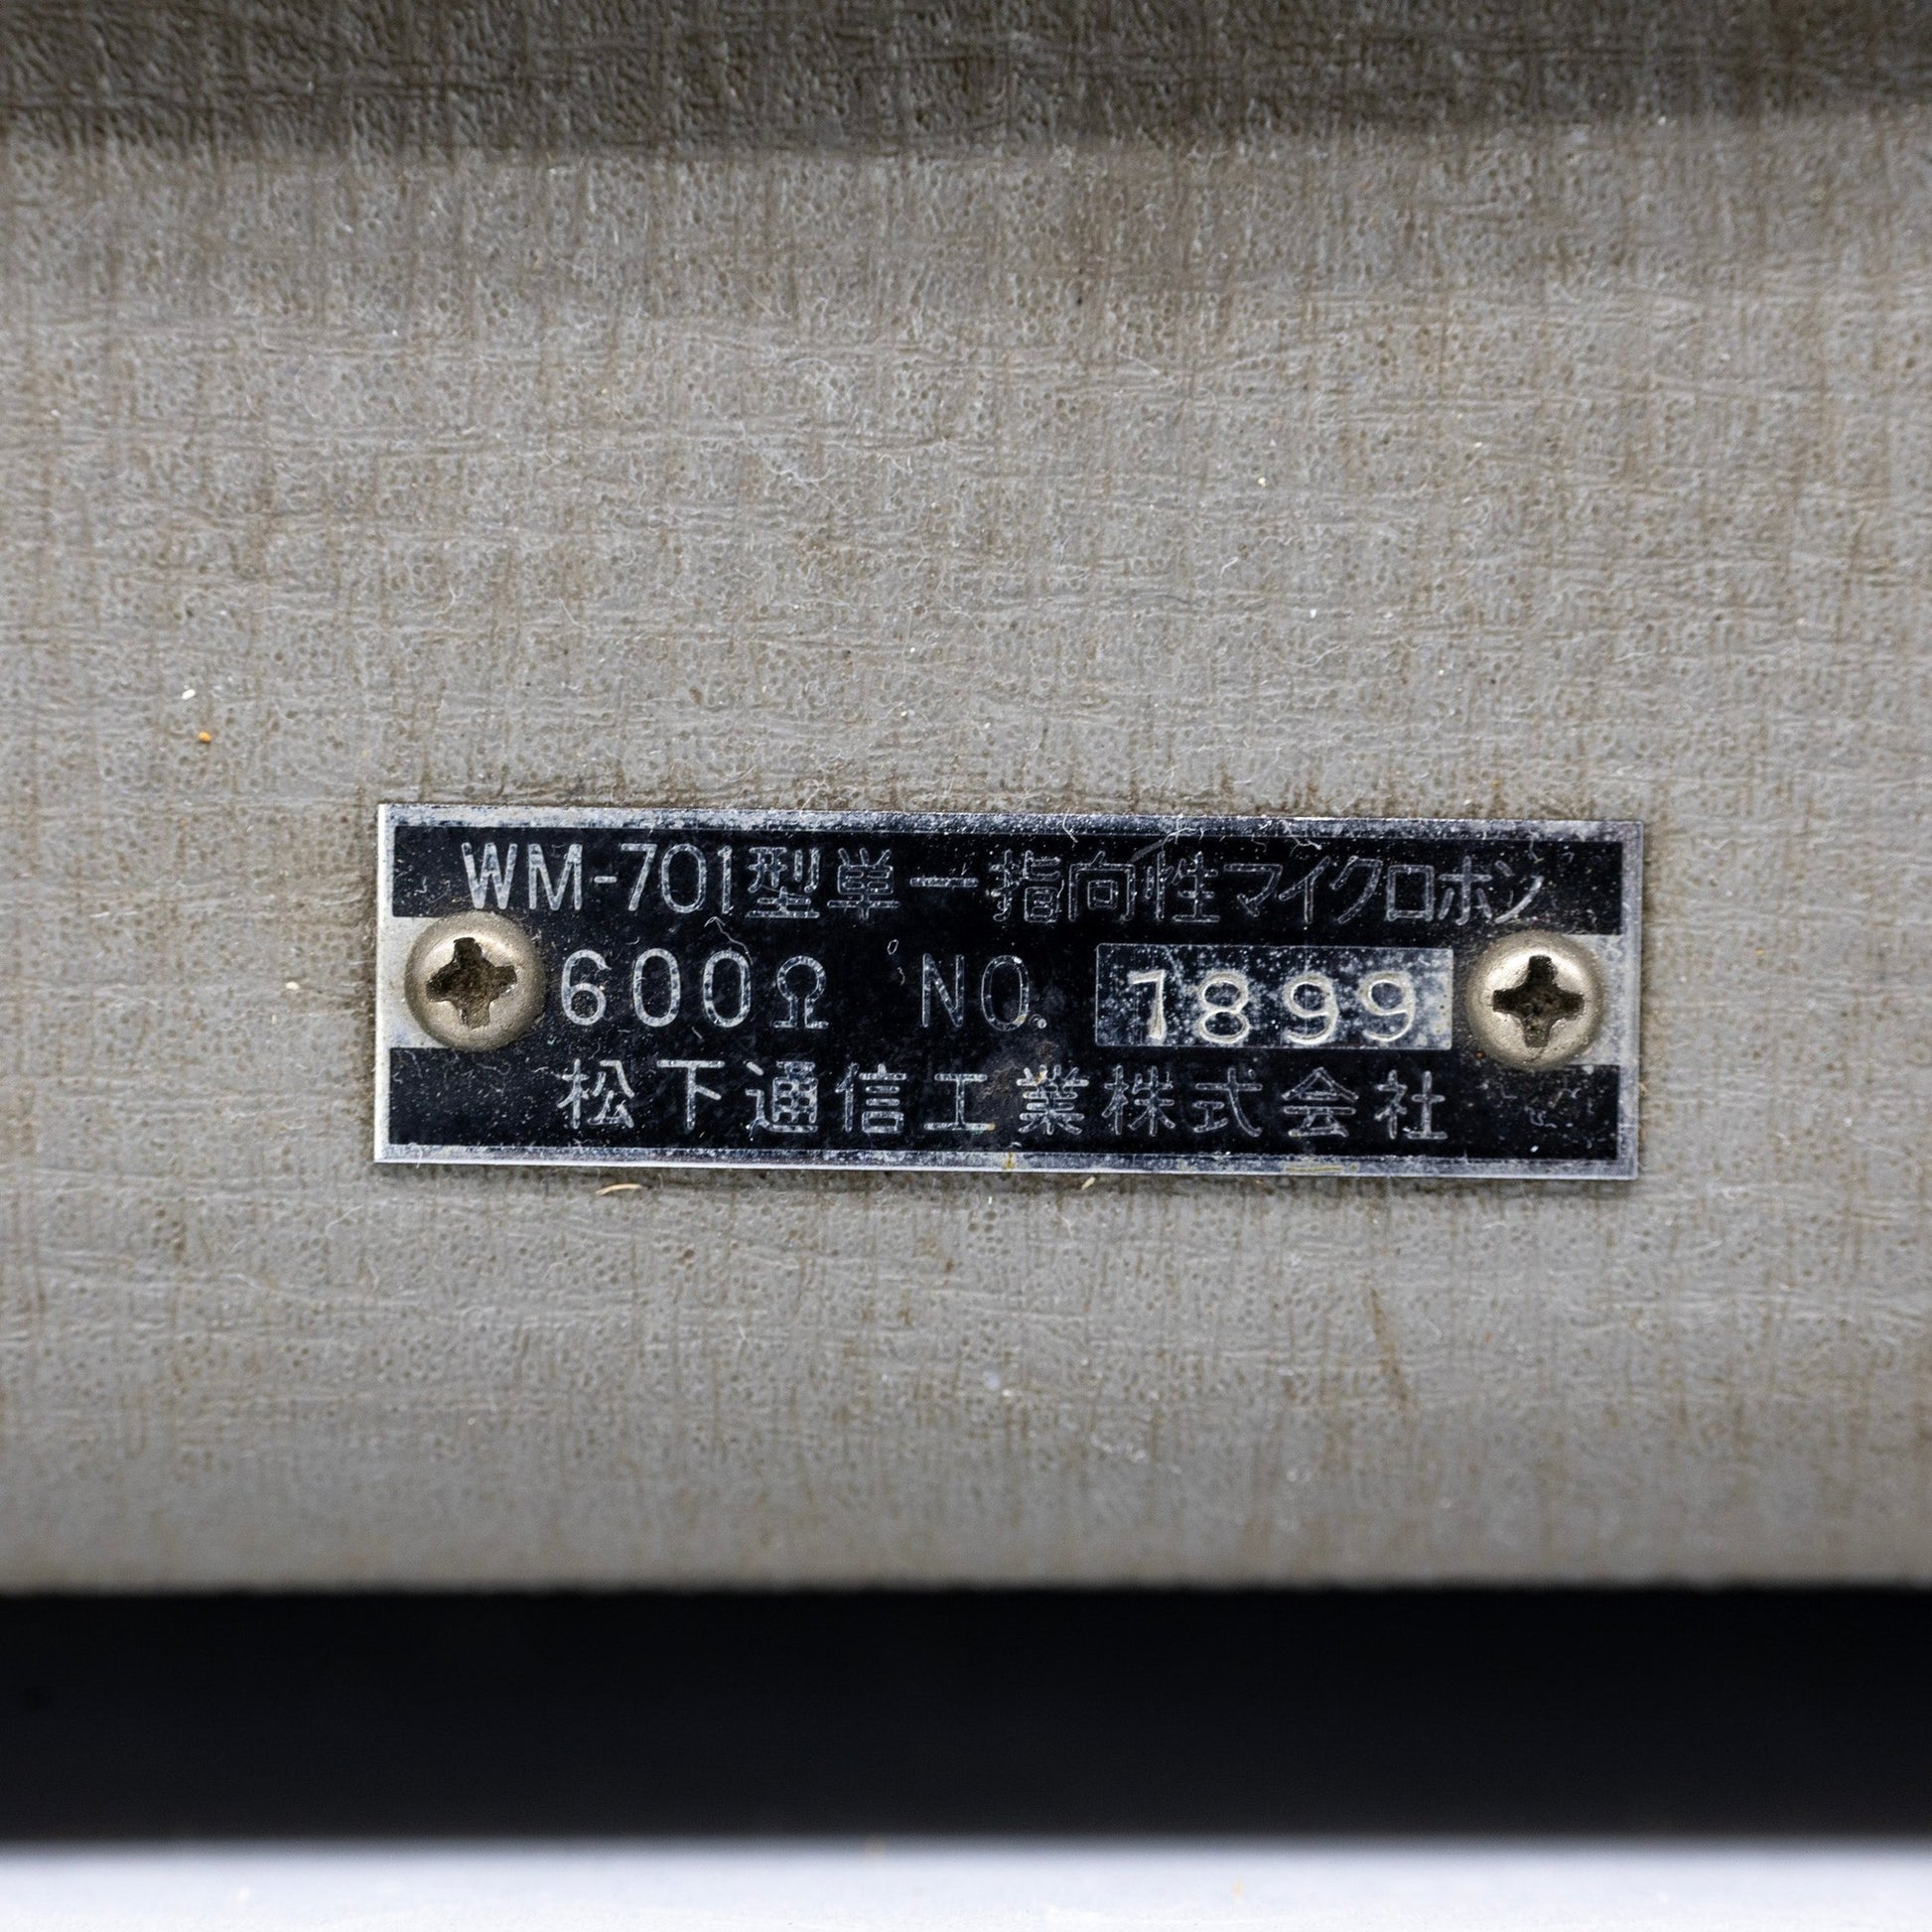 WM-701型単一指向性マイクロホン
600Ω NO. 1899
松下通信工業株式会社